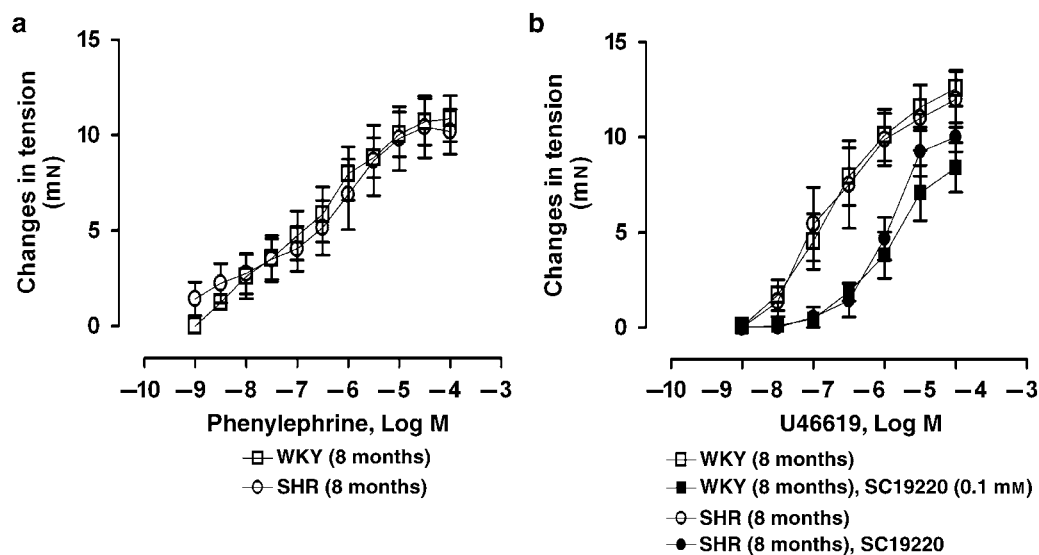 a
15
10
5
0
Changes in tension
(mN)
–10 –9 –8 –7 –6 –5 –4 –3
Phenylephrine, Log M
WKY (8 months)
SHR (8 months)
b
15
10
5
0
Changes in tension
(mN)
–10 –9 –8 –7 –6 –5 –4 –3
U46619, Log M
WKY (8 months)
WKY (8 months), SC19220 (0.1 mM)
SHR (8 months)
SHR (8 months), SC19220